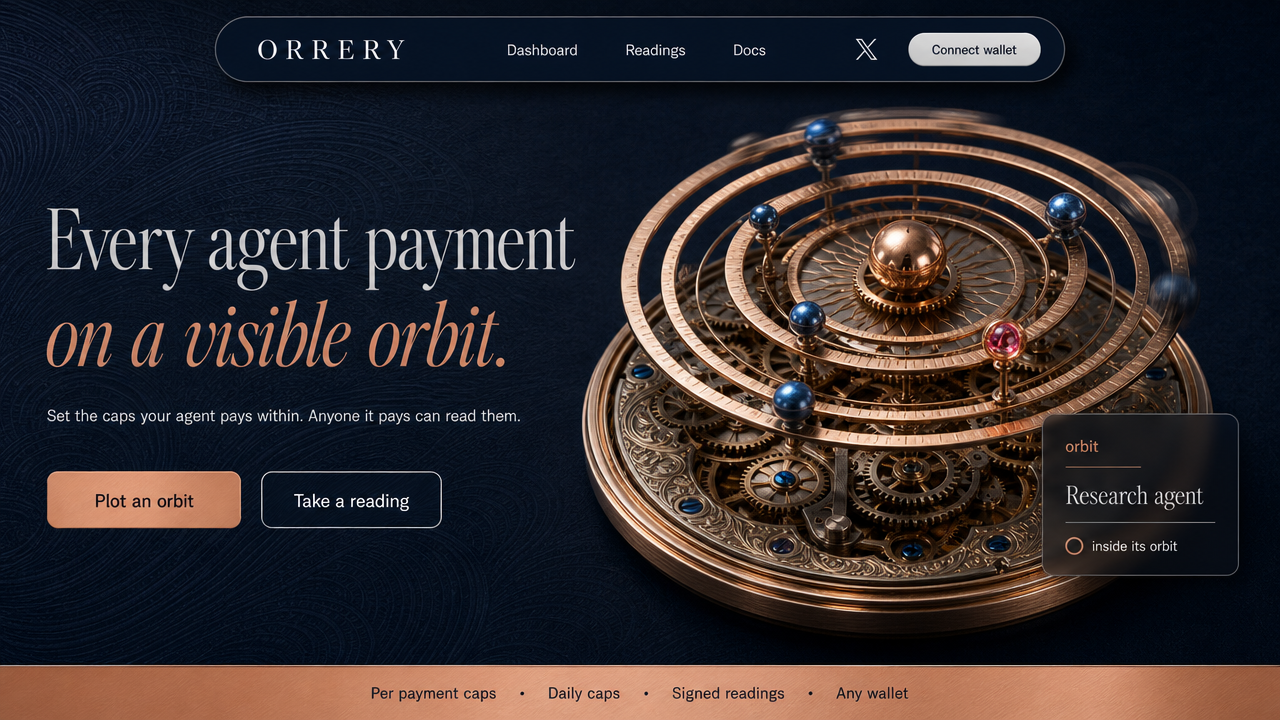 ORRERY
Dashboard
Readings
Docs
Connect wallet
Every agent payment
on a visible orbit.
Set the caps your agent pays within. Anyone it pays can read them.
Plot an orbit
Take a reading
orbit
Research agent
inside its orbit
Per payment caps • Daily caps • Signed readings • Any wallet